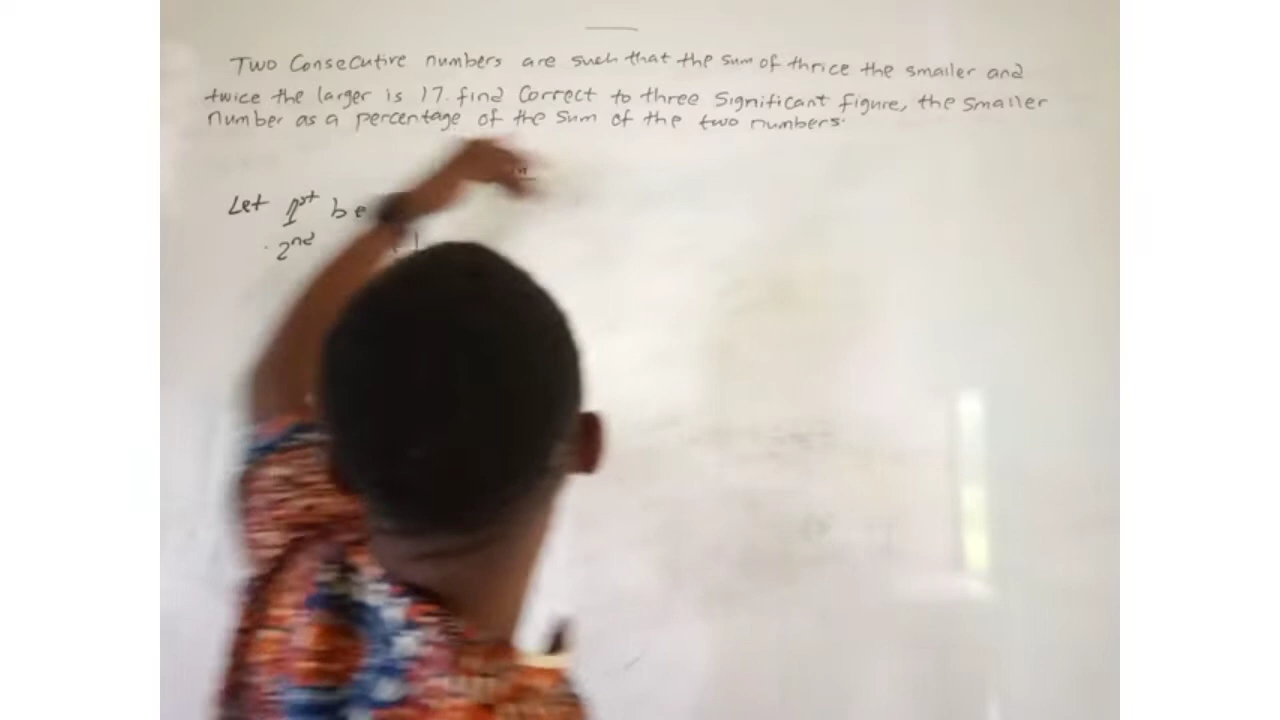 Two Consecutive numbers are such that the sum of thrice the smaller and
twice the larger is 17. find Correct to three Significant figure, the smaller
number as a percentage of the sum of the two numbers.
Let 1st be
2nd